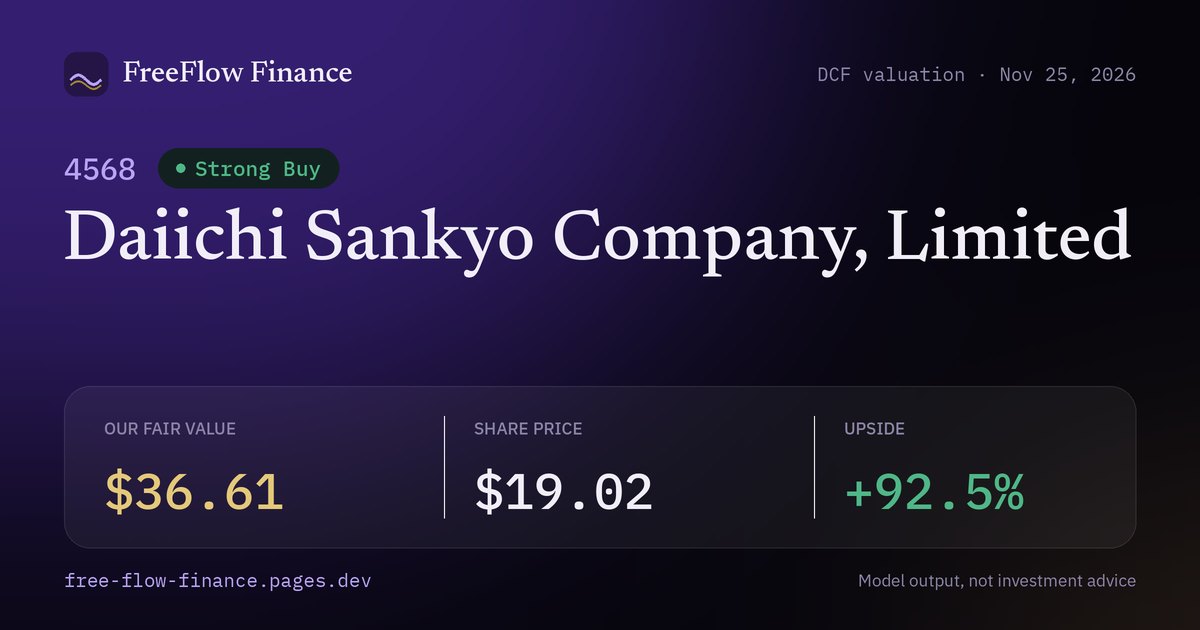 FreeFlow Finance
DCF valuation · Nov 25, 2026
4568
Strong Buy
Daiichi Sankyo Company, Limited
OUR FAIR VALUE
$36.61
SHARE PRICE
$19.02
UPSIDE
+92.5%
free-flow-finance.pages.dev
Model output, not investment advice